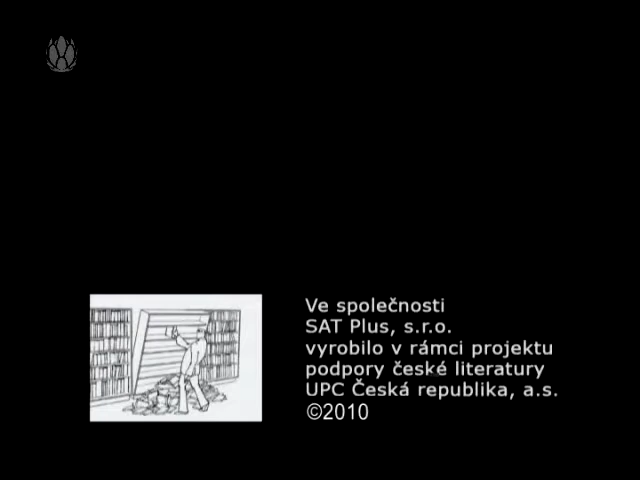 Ve společnosti
SAT Plus, s.r.o.
vyrobilo v rámci projektu
podpory české literatury
UPC Česká republika, a.s.
©2010